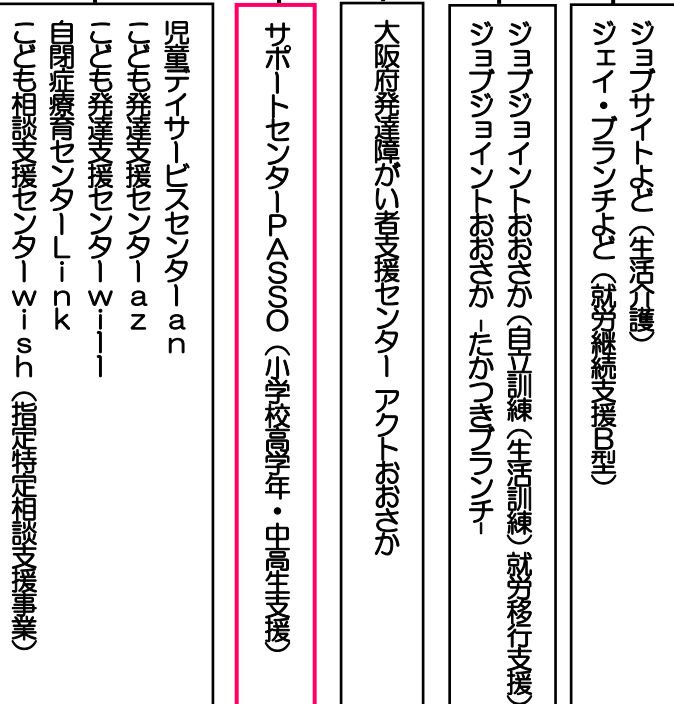 ジョブサイトよど（生活介護）
ジェイ・ブランチよど（就労継続支援Ｂ型）
ジョブジョイントおおさか（自立訓練（生活訓練）就労移行支援）
ジョブジョイントおおさか －たかつきブランチ－
大阪府発達障がい者支援センター アクトおおさか
サポートセンターＰＡＳＳＯ（小学校高学年・中高生支援）
児童デイサービスセンターａｎ
こども発達支援センターａｚ
こども発達支援センターｗｉｌｌ
自閉症療育センターＬｉｎｋ
こども相談支援センターｗｉｓｈ（指定特定相談支援事業）